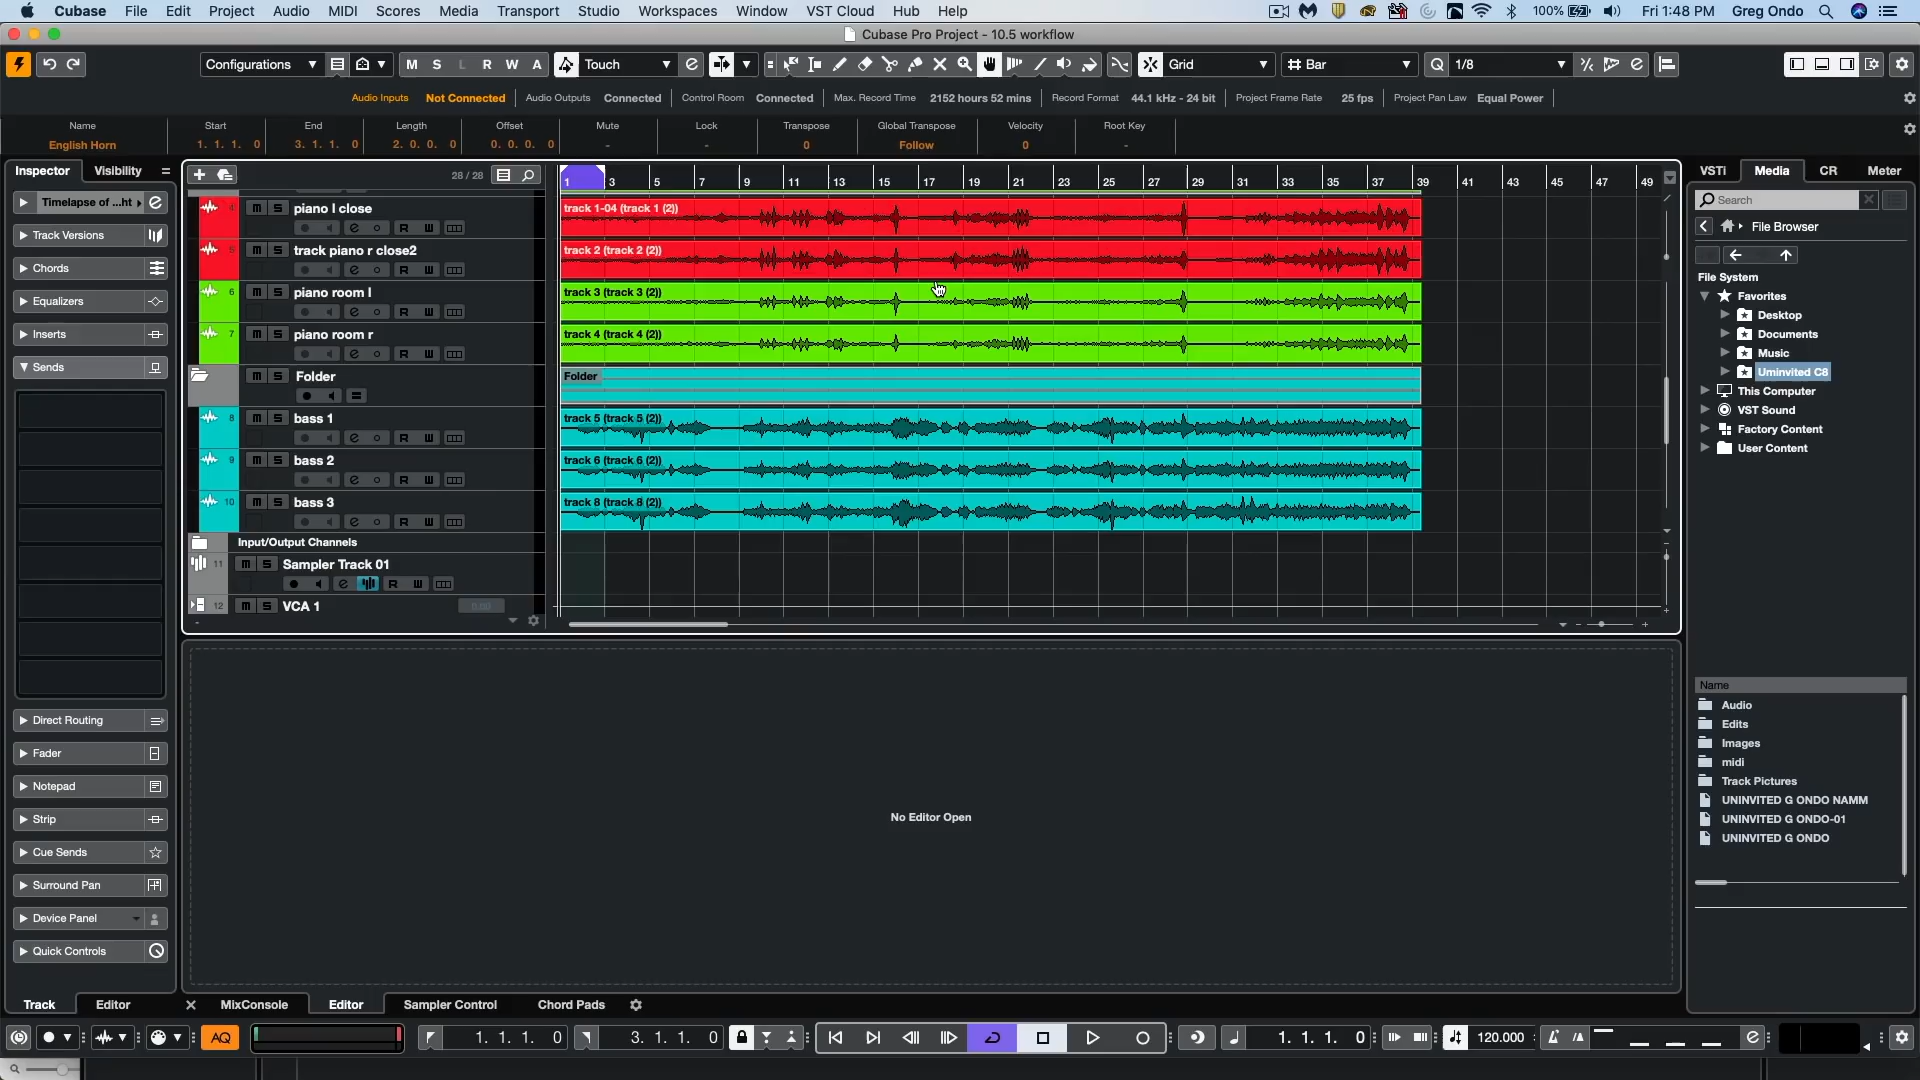 Cubase File Edit Project Audio MIDI Scores Media Transport Studio Workspaces Window VST Cloud Hub Help 100% Fri 1:48 PM Greg Ondo
Cubase Pro Project - 10.5 workflow
Configurations M S L R W A Touch Grid Bar Q 1/8
Audio Inputs Not Connected Audio Outputs Connected Control Room Connected Max. Record Time 2152 hours 52 mins Record Format 44.1 kHz - 24 bit Project Frame Rate 25 fps Project Pan Law Equal Power
Name Start End Length Offset Mute Lock Transpose Global Transpose Velocity Root Key
English Horn 1. 1. 1. 0 3. 1. 1. 0 2. 0. 0. 0 0. 0. 0. 0 - - 0 Follow 0 -
Inspector Visibility
28 / 28
1 3 5 7 9 11 13 15 17 19 21 23 25 27 29 31 33 35 37 39 41 43 45 47 49
VSTi Media CR Meter
Timelapse of ...ht
Track Versions
Chords
Equalizers
Inserts
Sends
Direct Routing
Fader
Notepad
Strip
Cue Sends
Surround Pan
Device Panel
Quick Controls
4 m S piano l close
e R W
5 m S track piano r close2
e R W
6 m S piano room l
e R W
7 m S piano room r
e R W
m S Folder
8 m S bass 1
e R W
9 m S bass 2
e R W
10 m S bass 3
e R W
Input/Output Channels
11 m S Sampler Track 01
e R W
12 m S VCA 1 0.00
track 1-04 (track 1 (2))
track 2 (track 2 (2))
track 3 (track 3 (2))
track 4 (track 4 (2))
Folder
track 5 (track 5 (2))
track 6 (track 6 (2))
track 8 (track 8 (2))
Search
File Browser
File System
Favorites
Desktop
Documents
Music
Uminvited C8
This Computer
VST Sound
Factory Content
User Content
Name
Audio
Edits
Images
midi
Track Pictures
UNINVITED G ONDO NAMM
UNINVITED G ONDO-01
UNINVITED G ONDO
No Editor Open
Track Editor MixConsole Editor Sampler Control Chord Pads
AQ 1. 1. 1. 0 3. 1. 1. 0 1. 1. 1. 0 120.000